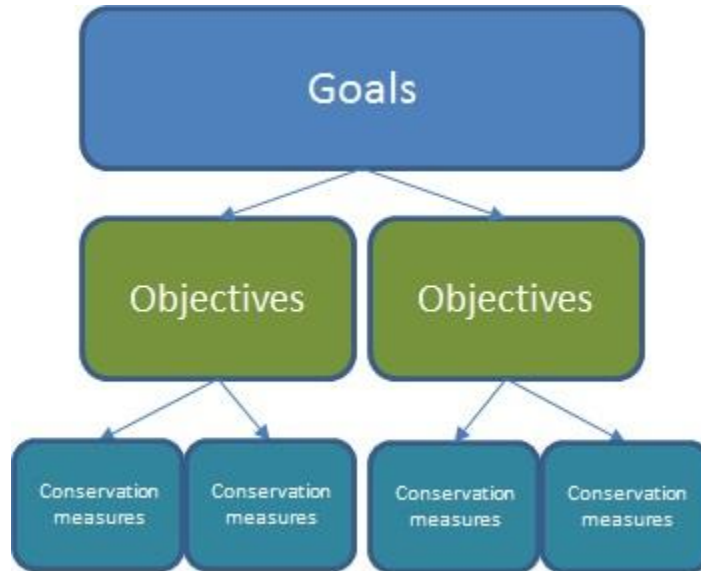 Goals
Objectives
Objectives
Conservation
measures
Conservation
measures
Conservation
measures
Conservation
measures